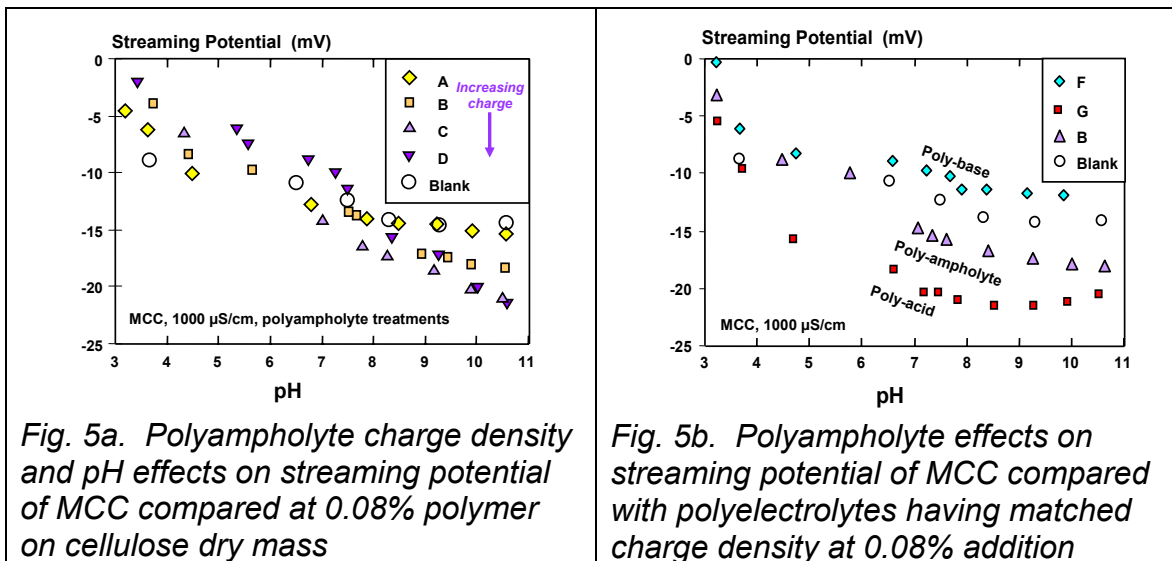 Streaming Potential (mV)
0
-5
-10
-15
-20
-25
A
B
C
D
Blank
Increasing
charge
MCC, 1000 µS/cm, polyampholyte treatments
3 4 5 6 7 8 9 10 11
pH
Fig. 5a. Polyampholyte charge density
and pH effects on streaming potential
of MCC compared at 0.08% polymer
on cellulose dry mass
Streaming Potential (mV)
0
-5
-10
-15
-20
-25
F
G
B
Blank
Poly-base
Poly-ampholyte
Poly-acid
MCC, 1000 µS/cm
3 4 5 6 7 8 9 10 11
pH
Fig. 5b. Polyampholyte effects on
streaming potential of MCC compared
with polyelectrolytes having matched
charge density at 0.08% addition